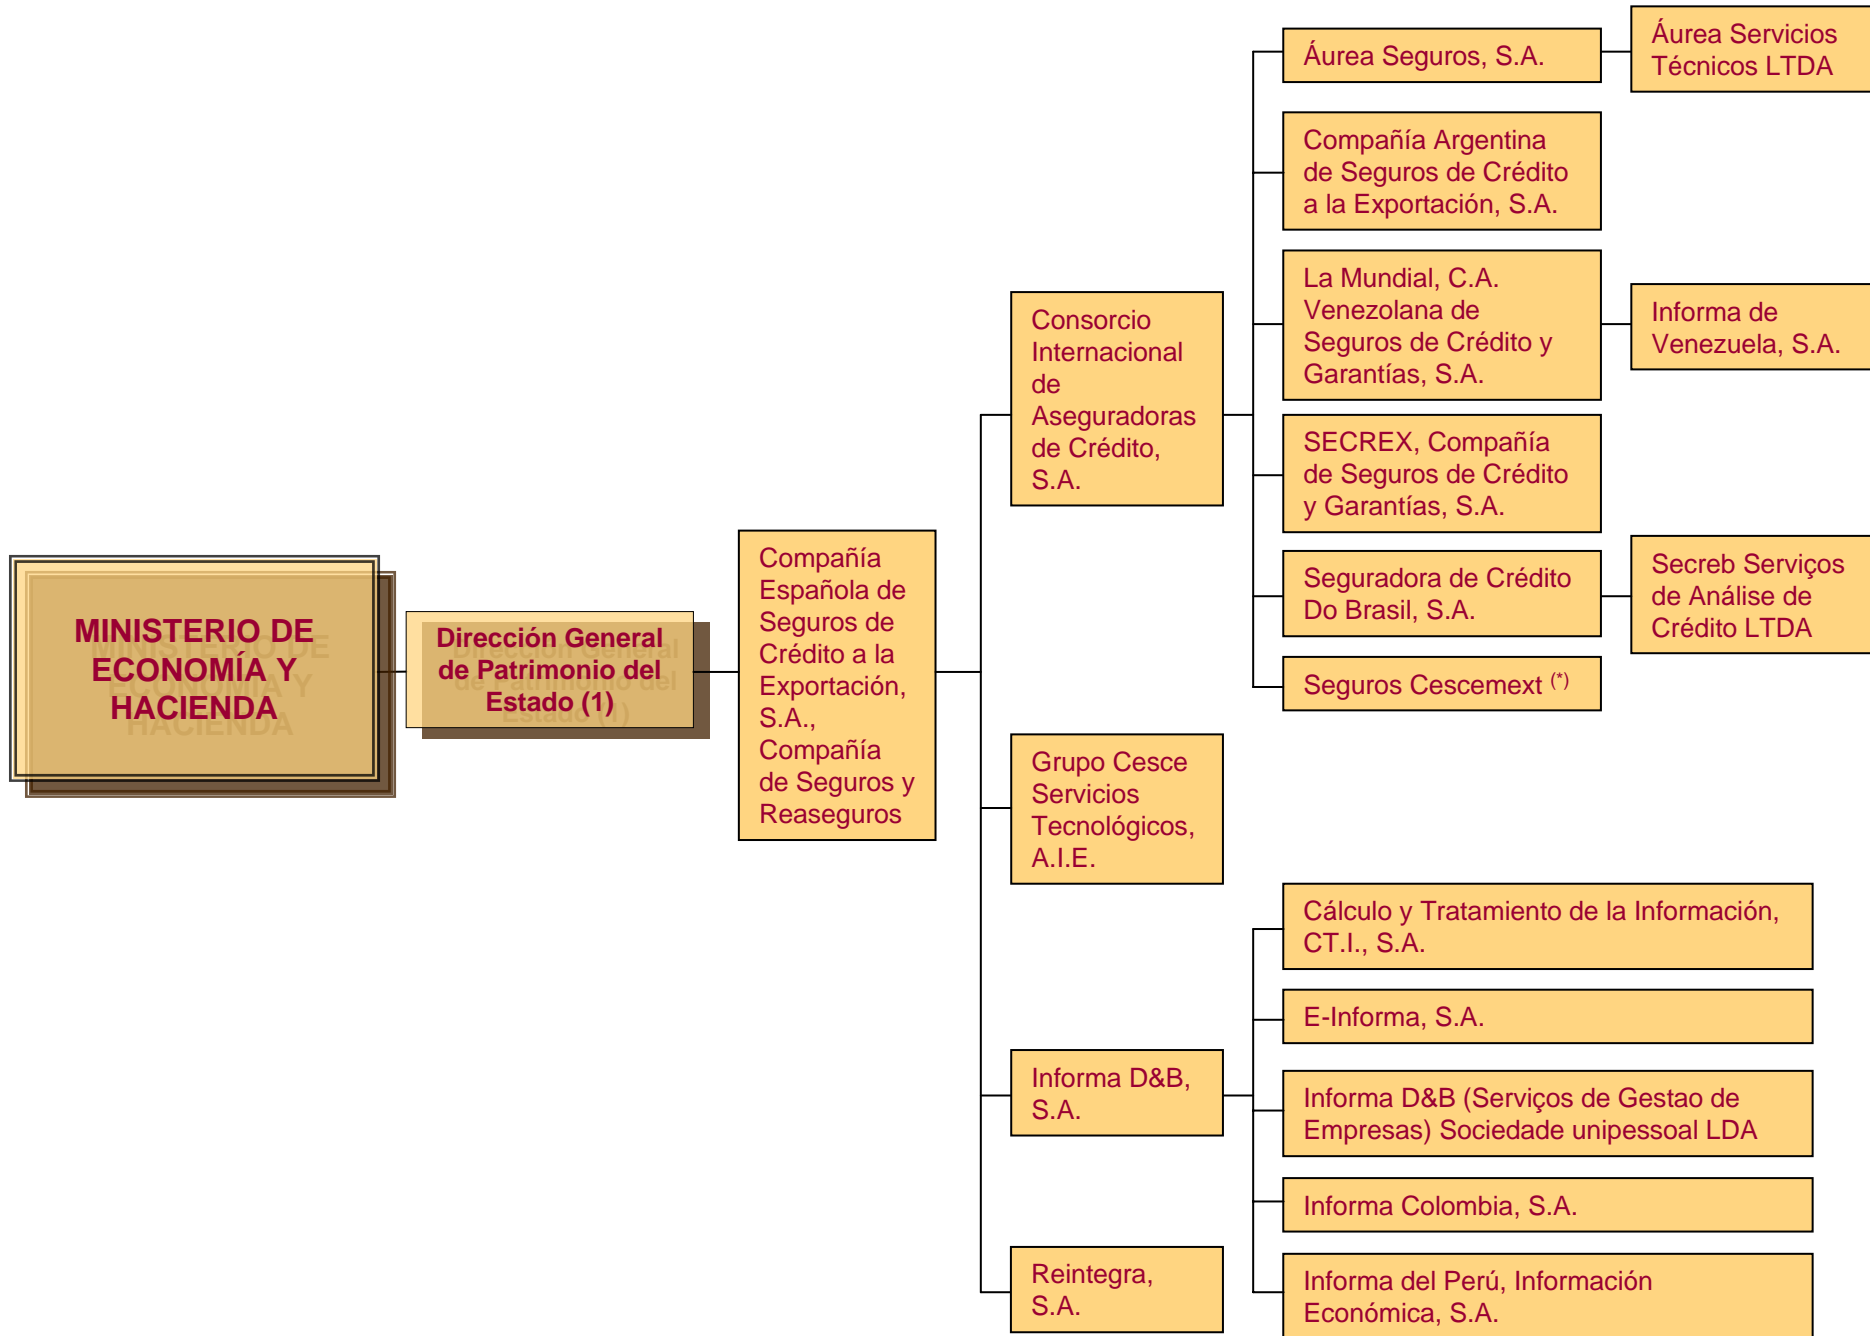 MINISTERIO DE
ECONOMÍA Y
HACIENDA
Dirección General
de Patrimonio del
Estado (1)
Compañía
Española de
Seguros de
Crédito a la
Exportación,
S.A.,
Compañía
de Seguros y
Reaseguros
Consorcio
Internacional
de
Aseguradoras
de Crédito,
S.A.
Áurea Seguros, S.A.
Áurea Servicios
Técnicos LTDA
Compañía Argentina
de Seguros de Crédito
a la Exportación, S.A.
La Mundial, C.A.
Venezolana de
Seguros de Crédito y
Garantías, S.A.
Informa de
Venezuela, S.A.
SECREX, Compañía
de Seguros de Crédito
y Garantías, S.A.
Seguradora de Crédito
Do Brasil, S.A.
Secreb Serviços
de Análise de
Crédito LTDA
Seguros Cescemext (*)
Grupo Cesce
Servicios
Tecnológicos,
A.I.E.
Informa D&B,
S.A.
Cálculo y Tratamiento de la Información,
CT.I., S.A.
E-Informa, S.A.
Informa D&B (Serviços de Gestao de
Empresas) Sociedade unipessoal LDA
Informa Colombia, S.A.
Informa del Perú, Información
Económica, S.A.
Reintegra,
S.A.